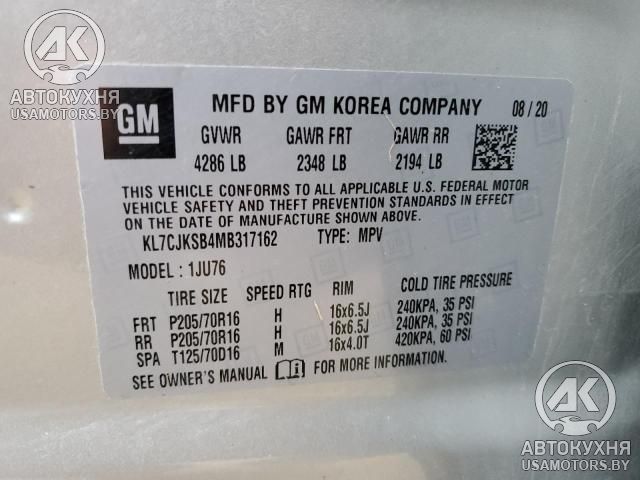 АВТОКУХНЯ
USAMOTORS.BY
GM
MFD BY GM KOREA COMPANY 08 / 20
GVWR GAWR FRT GAWR RR
4286 LB 2348 LB 2194 LB
THIS VEHICLE CONFORMS TO ALL APPLICABLE U.S. FEDERAL MOTOR
VEHICLE SAFETY AND THEFT PREVENTION STANDARDS IN EFFECT
ON THE DATE OF MANUFACTURE SHOWN ABOVE.
KL7CJKSB4MB317162 TYPE: MPV
MODEL : 1JU76
TIRE SIZE SPEED RTG RIM COLD TIRE PRESSURE
FRT P205/70R16 H 16x6.5J 240KPA, 35 PSI
RR P205/70R16 H 16x6.5J 240KPA, 35 PSI
SPA T125/70D16 M 16x4.0T 420KPA, 60 PSI
SEE OWNER'S MANUAL FOR MORE INFORMATION.
АВТОКУХНЯ
USAMOTORS.BY